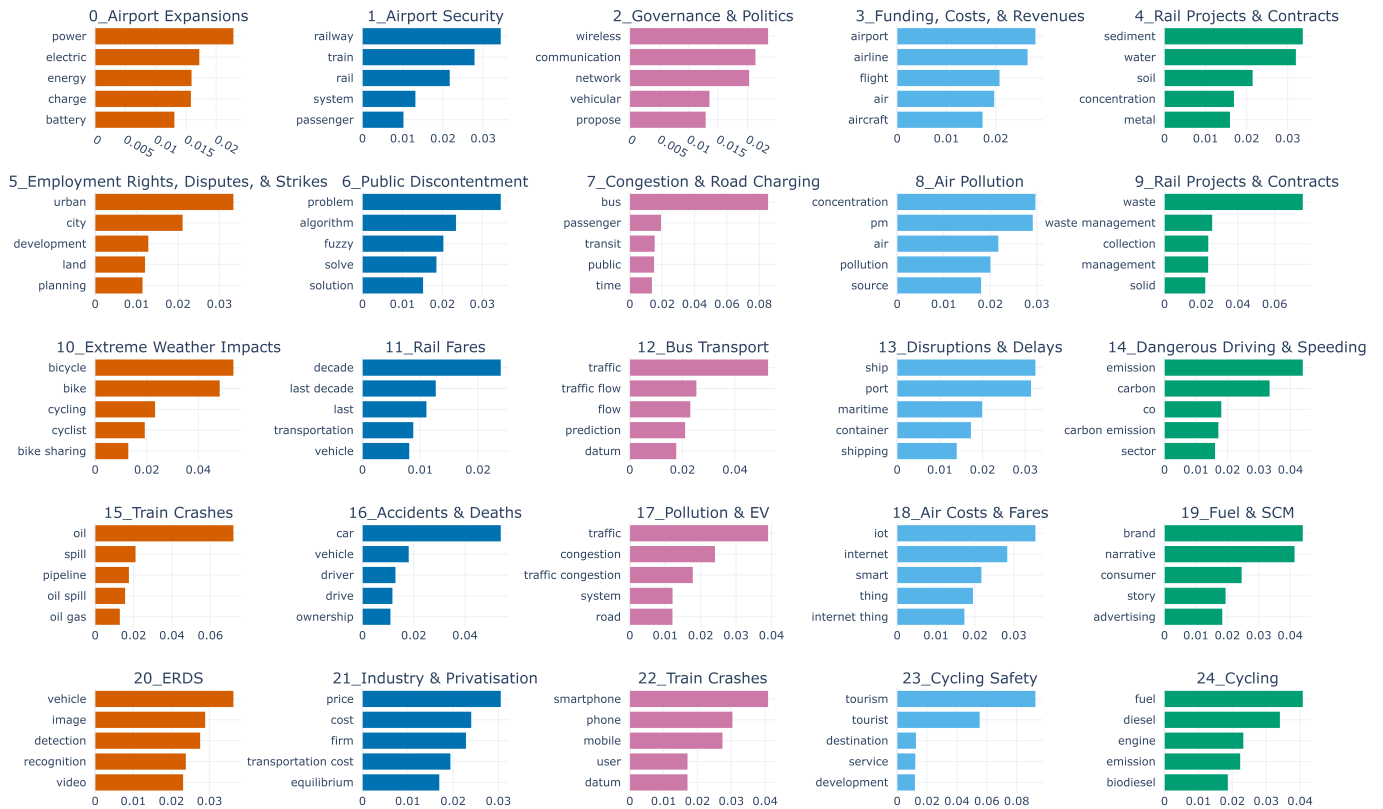 0_Airport Expansions
power
electric
energy
charge
battery
0 0.005 0.01 0.015 0.02
1_Airport Security
railway
train
rail
system
passenger
0 0.01 0.02 0.03
2_Governance & Politics
wireless
communication
network
vehicular
propose
0 0.005 0.01 0.015 0.02
3_Funding, Costs, & Revenues
airport
airline
flight
air
aircraft
0 0.01 0.02
4_Rail Projects & Contracts
sediment
water
soil
concentration
metal
0 0.01 0.02 0.03
5_Employment Rights, Disputes, & Strikes
urban
city
development
land
planning
0 0.01 0.02 0.03
6_Public Discontentment
problem
algorithm
fuzzy
solve
solution
0 0.01 0.02 0.03
7_Congestion & Road Charging
bus
passenger
transit
public
time
0 0.02 0.04 0.06 0.08
8_Air Pollution
concentration
pm
air
pollution
source
0 0.01 0.02 0.03
9_Rail Projects & Contracts
waste
waste management
collection
management
solid
0 0.02 0.04 0.06
10_Extreme Weather Impacts
bicycle
bike
cycling
cyclist
bike sharing
0 0.02 0.04
11_Rail Fares
decade
last decade
last
transportation
vehicle
0 0.01 0.02
12_Bus Transport
traffic
traffic flow
flow
prediction
datum
0 0.02 0.04
13_Disruptions & Delays
ship
port
maritime
container
shipping
0 0.01 0.02 0.03
14_Dangerous Driving & Speeding
emission
carbon
co
carbon emission
sector
0 0.01 0.02 0.03 0.04
15_Train Crashes
oil
spill
pipeline
oil spill
oil gas
0 0.02 0.04 0.06
16_Accidents & Deaths
car
vehicle
driver
drive
ownership
0 0.02 0.04
17_Pollution & EV
traffic
congestion
traffic congestion
system
road
0 0.01 0.02 0.03 0.04
18_Air Costs & Fares
iot
internet
smart
thing
internet thing
0 0.01 0.02 0.03
19_Fuel & SCM
brand
narrative
consumer
story
advertising
0 0.01 0.02 0.03 0.04
20_ERDS
vehicle
image
detection
recognition
video
0 0.01 0.02 0.03
21_Industry & Privatisation
price
cost
firm
transportation cost
equilibrium
0 0.01 0.02 0.03
22_Train Crashes
smartphone
phone
mobile
user
datum
0 0.01 0.02 0.03 0.04
23_Cycling Safety
tourism
tourist
destination
service
development
0 0.02 0.04 0.06 0.08
24_Cycling
fuel
diesel
engine
emission
biodiesel
0 0.01 0.02 0.03 0.04